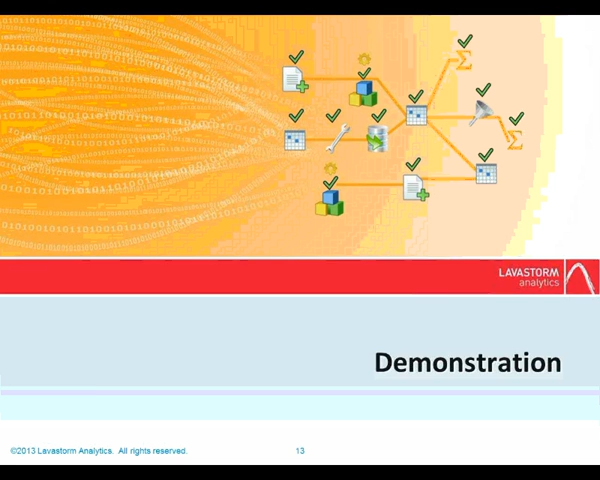 LAVASTORM
analytics
Demonstration
©2013 Lavastorm Analytics. All rights reserved.
13